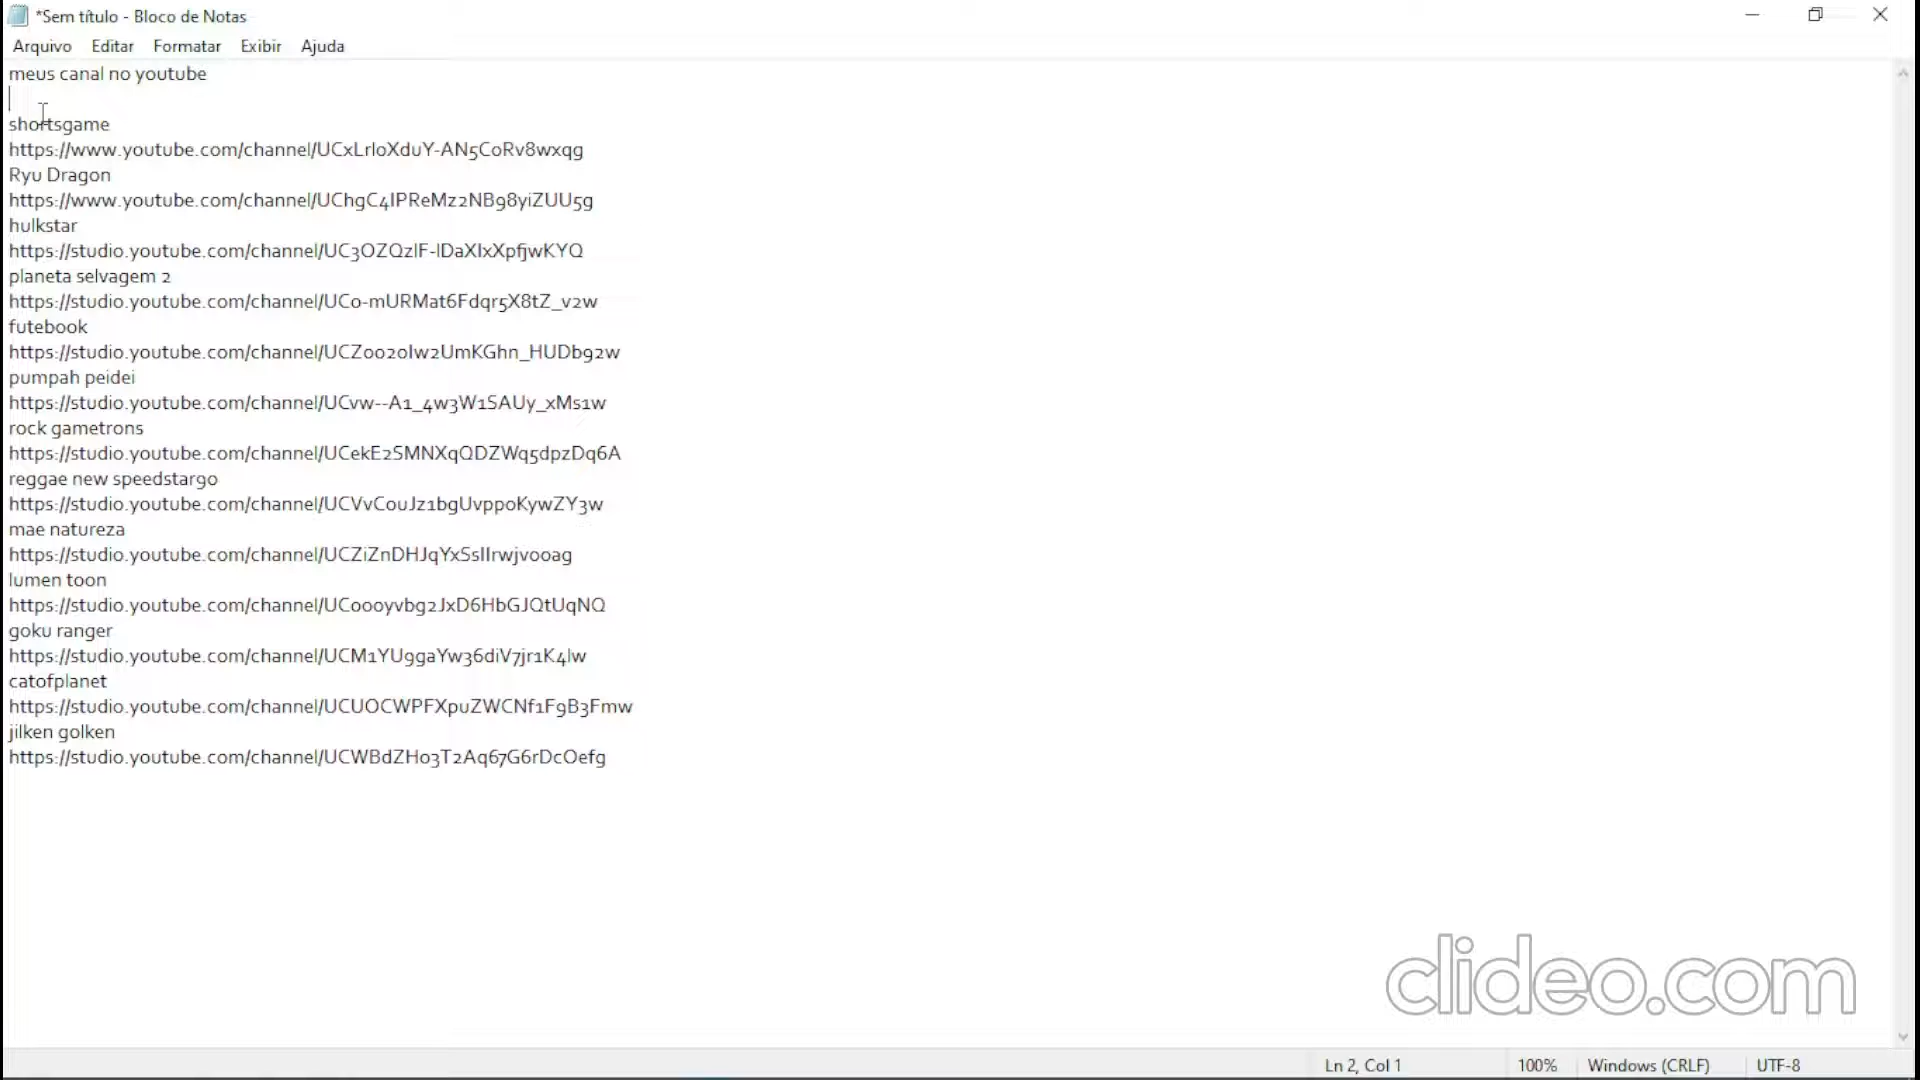 *Sem título - Bloco de Notas
Arquivo Editar Formatar Exibir Ajuda
meus canal no youtube
shortsgame
https://www.youtube.com/channel/UCxLrIoXduY-AN5CoRv8wxqg
Ryu Dragon
https://www.youtube.com/channel/UChgC4IPReMz2NB98yiZUU5g
hulkstar
https://studio.youtube.com/channel/UC3OZQzlF-lDaXIxXpfjwKYQ
planeta selvagem 2
https://studio.youtube.com/channel/UCo-mURMat6Fdqr5X8tZ_v2w
futebook
https://studio.youtube.com/channel/UCZoo2oIw2UmKGhn_HUDb92w
pumpah peidei
https://studio.youtube.com/channel/UCvw--A1_4w3W1SAUy_xMs1w
rock gametrons
https://studio.youtube.com/channel/UCekE2SMNXqQDZWq5dpzDq6A
reggae new speedstargo
https://studio.youtube.com/channel/UCVvCouJz1bgUvppoKywZY3w
mae natureza
https://studio.youtube.com/channel/UCZiZnDHJqYxSsIIrwjvooag
lumen toon
https://studio.youtube.com/channel/UCoooyvbg2JxD6HbGJQtUqNQ
goku ranger
https://studio.youtube.com/channel/UCM1YU9gaYw36diV7jr1K4lw
catofplanet
https://studio.youtube.com/channel/UCUOCWPFXpuZWCNf1F9B3Fmw
jilken golken
https://studio.youtube.com/channel/UCWBdZHo3T2Aq67G6rDcOefg
clideo.com
Ln 2, Col 1 100% Windows (CRLF) UTF-8